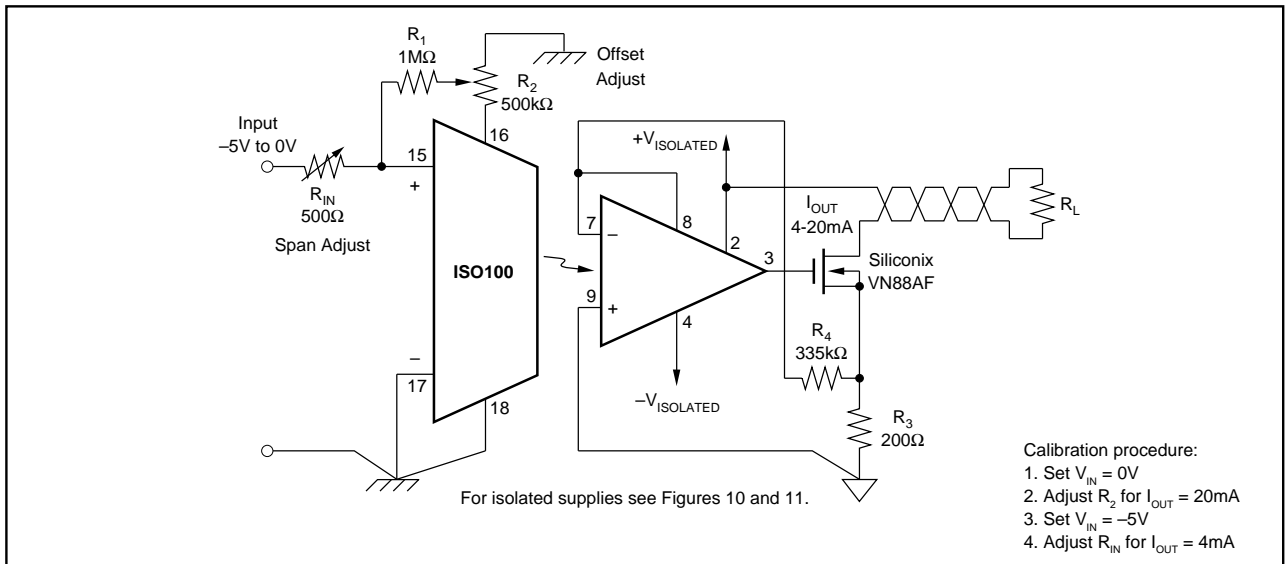 R1
1MΩ
R2
500kΩ
Offset
Adjust
Input
–5V to 0V
RIN
500Ω
Span Adjust
15
+
16
ISO100
–
17
18
7
–
8
9
+
4
2
3
+VISOLATED
–VISOLATED
IOUT
4-20mA
RL
Siliconix
VN88AF
R4
335kΩ
R3
200Ω
For isolated supplies see Figures 10 and 11.
Calibration procedure:
1. Set VIN = 0V
2. Adjust R2 for IOUT = 20mA
3. Set VIN = –5V
4. Adjust RIN for IOUT = 4mA